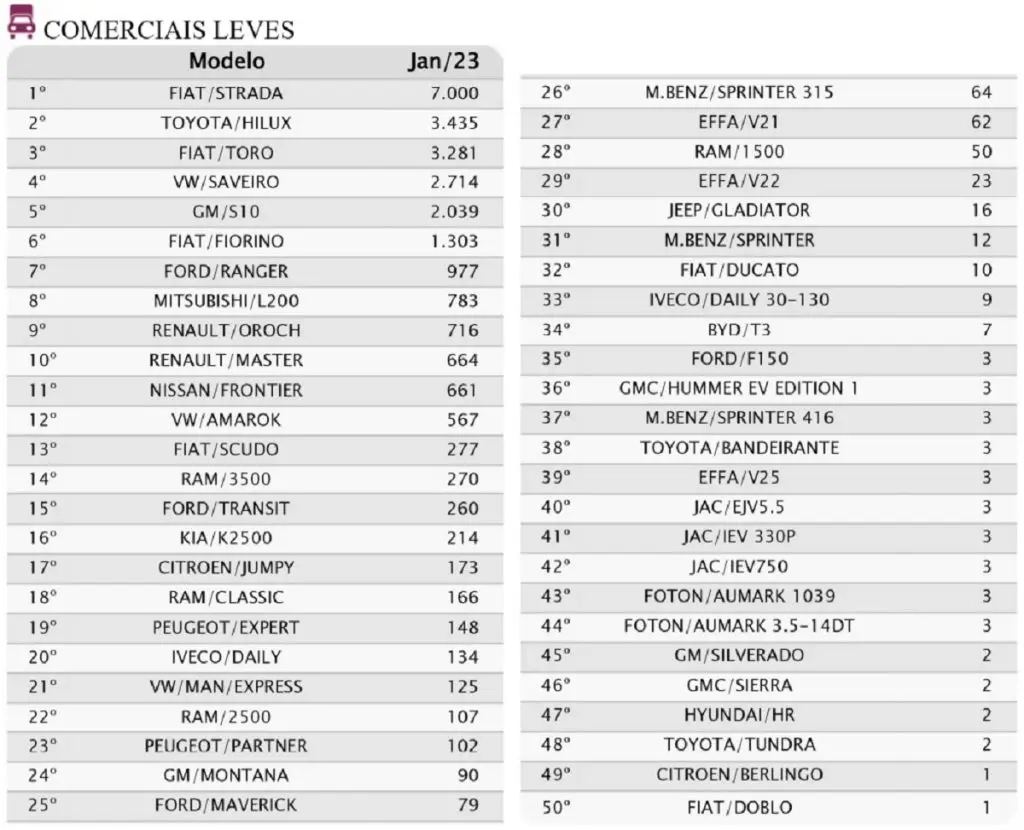 COMERCIAIS LEVES
Modelo Jan/23
1º FIAT/STRADA 7.000
2º TOYOTA/HILUX 3.435
3º FIAT/TORO 3.281
4º VW/SAVEIRO 2.714
5º GM/S10 2.039
6º FIAT/FIORINO 1.303
7º FORD/RANGER 977
8º MITSUBISHI/L200 783
9º RENAULT/OROCH 716
10º RENAULT/MASTER 664
11º NISSAN/FRONTIER 661
12º VW/AMAROK 567
13º FIAT/SCUDO 277
14º RAM/3500 270
15º FORD/TRANSIT 260
16º KIA/K2500 214
17º CITROEN/JUMPY 173
18º RAM/CLASSIC 166
19º PEUGEOT/EXPERT 148
20º IVECO/DAILY 134
21º VW/MAN/EXPRESS 125
22º RAM/2500 107
23º PEUGEOT/PARTNER 102
24º GM/MONTANA 90
25º FORD/MAVERICK 79
26º M.BENZ/SPRINTER 315 64
27º EFFA/V21 62
28º RAM/1500 50
29º EFFA/V22 23
30º JEEP/GLADIATOR 16
31º M.BENZ/SPRINTER 12
32º FIAT/DUCATO 10
33º IVECO/DAILY 30-130 9
34º BYD/T3 7
35º FORD/F150 3
36º GMC/HUMMER EV EDITION 1 3
37º M.BENZ/SPRINTER 416 3
38º TOYOTA/BANDEIRANTE 3
39º EFFA/V25 3
40º JAC/EJV5.5 3
41º JAC/IEV 330P 3
42º JAC/IEV750 3
43º FOTON/AUMARK 1039 3
44º FOTON/AUMARK 3.5-14DT 3
45º GM/SILVERADO 2
46º GMC/SIERRA 2
47º HYUNDAI/HR 2
48º TOYOTA/TUNDRA 2
49º CITROEN/BERLINGO 1
50º FIAT/DOBLO 1